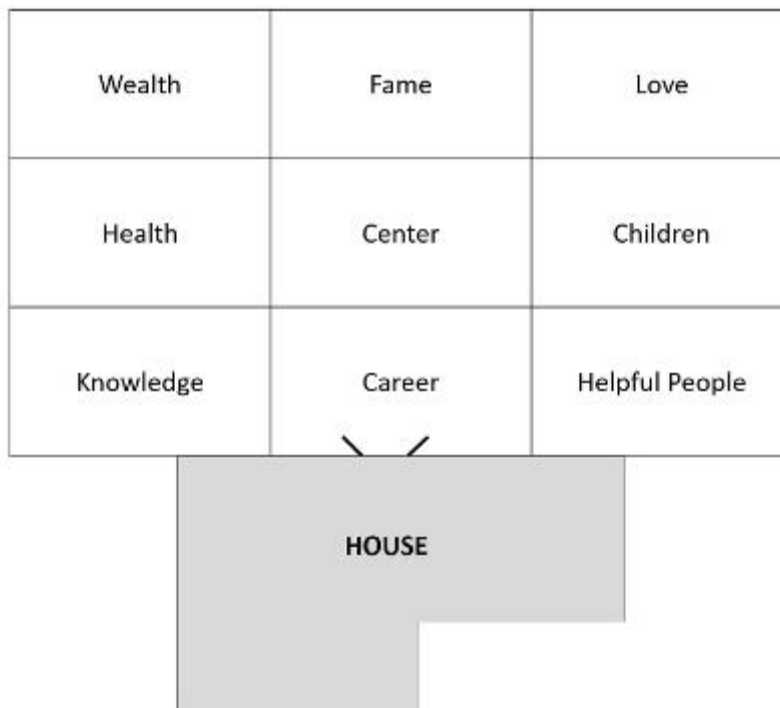 Wealth
Fame
Love
Health
Center
Children
Knowledge
Career
Helpful People
HOUSE